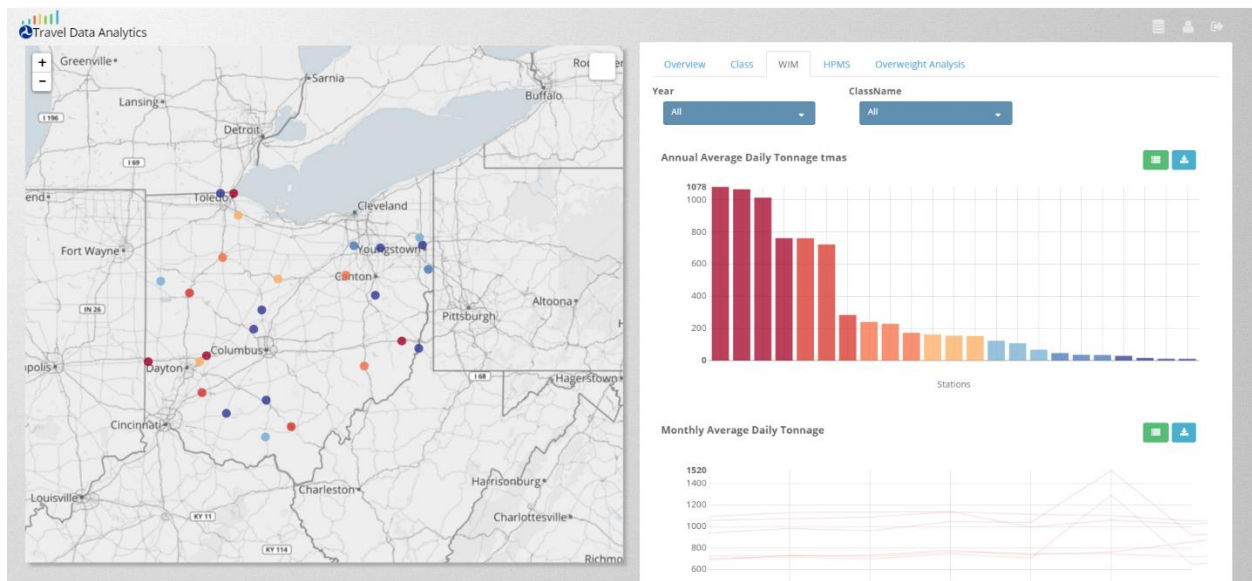 Travel Data Analytics
+
−
Greenville
Sarnia
Buffalo
Lansing
I 196
Detroit
I 69
Toledo
Cleveland
Fort Wayne
Youngstown
Canton
IN 26
Altoona
Pittsburgh
Columbus
Dayton
I 68
Hagerstown
Cincinnati
Louisville
Charleston
Harrisonburg
KY 11
Charlottesville
KY 114
Overview Class WIM HPMS Overweight Analysis
Year ClassName
All All
Annual Average Daily Tonnage tmas
1078
1000
800
600
400
200
0
Stations
Monthly Average Daily Tonnage
1520
1400
1200
1000
800
600